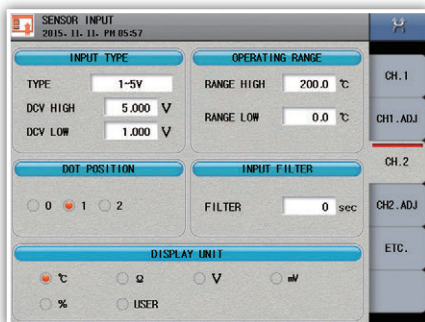 SENSOR INPUT
2015. 11. 11. PM 05:57
INPUT TYPE
TYPE 1~5V
DCV HIGH 5.000 V
DCV LOW 1.000 V
OPERATING RANGE
RANGE HIGH 200.0 ℃
RANGE LOW 0.0 ℃
DOT POSITION
0 1 2
INPUT FILTER
FILTER 0 sec
DISPLAY UNIT
℃ Ω V mV
% USER
CH.1
CH1.ADJ
CH.2
CH2.ADJ
ETC.